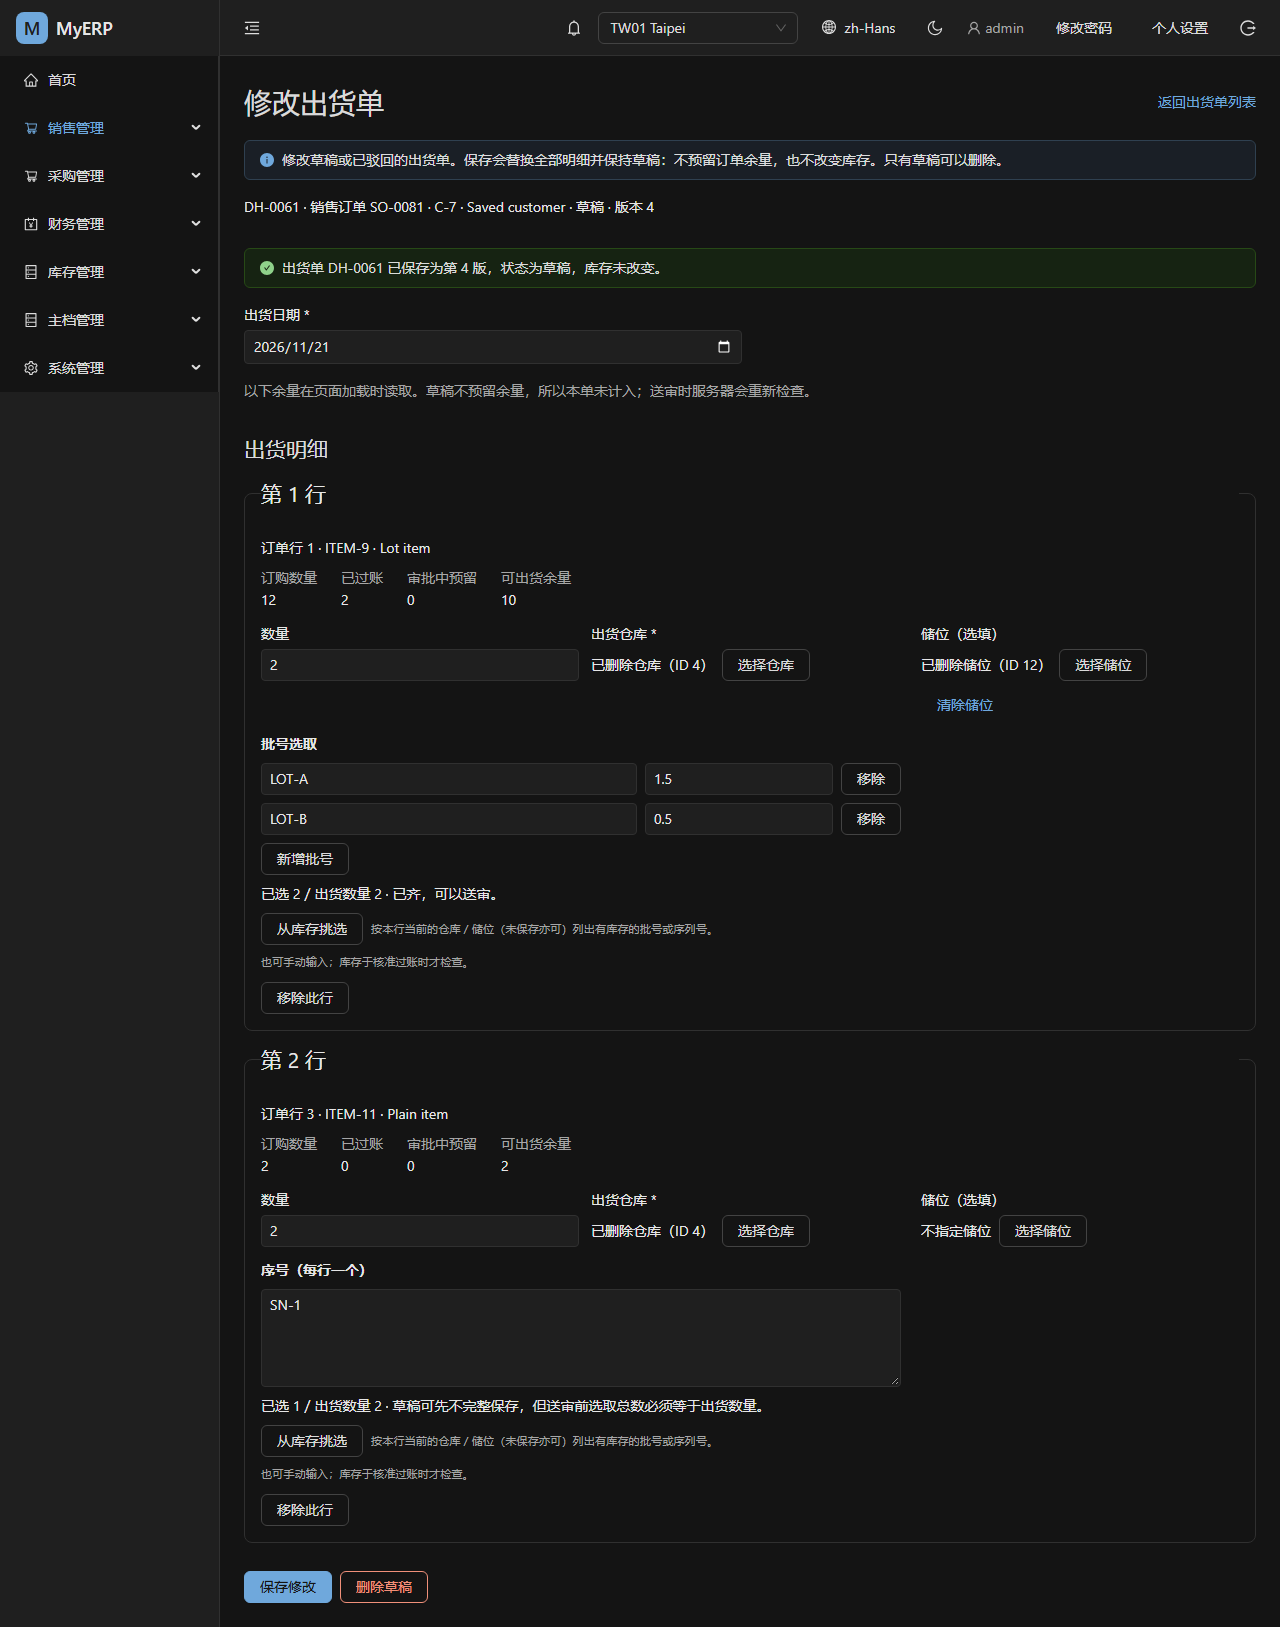 M MyERP
TW01 Taipei
zh-Hans
admin
修改密码
个人设置
首页
销售管理
采购管理
财务管理
库存管理
主档管理
系统管理
修改出货单
返回出货单列表
修改草稿或已驳回的出货单。保存会替换全部明细并保持草稿：不预留订单余量，也不改变库存。只有草稿可以删除。
DH-0061 · 销售订单 SO-0081 · C-7 · Saved customer · 草稿 · 版本 4
出货单 DH-0061 已保存为第 4 版，状态为草稿，库存未改变。
出货日期 *
2026/11/21
以下余量在页面加载时读取。草稿不预留余量，所以本单未计入；送审时服务器会重新检查。
出货明细
第 1 行
订单行 1 · ITEM-9 · Lot item
订购数量 已过账 审批中预留 可出货余量
12 2 0 10
数量 出货仓库 * 储位（选填）
2 已删除仓库（ID 4） 选择仓库 已删除储位（ID 12） 选择储位
清除储位
批号选取
LOT-A 1.5 移除
LOT-B 0.5 移除
新增批号
已选 2 / 出货数量 2 · 已齐，可以送审。
从库存挑选 按本行当前的仓库 / 储位（未保存亦可）列出有库存的批号或序列号。
也可手动输入；库存于核准过账时才检查。
移除此行
第 2 行
订单行 3 · ITEM-11 · Plain item
订购数量 已过账 审批中预留 可出货余量
2 0 0 2
数量 出货仓库 * 储位（选填）
2 已删除仓库（ID 4） 选择仓库 不指定储位 选择储位
序号（每行一个）
SN-1
已选 1 / 出货数量 2 · 草稿可先不完整保存，但送审前选取总数必须等于出货数量。
从库存挑选 按本行当前的仓库 / 储位（未保存亦可）列出有库存的批号或序列号。
也可手动输入；库存于核准过账时才检查。
移除此行
保存修改 删除草稿